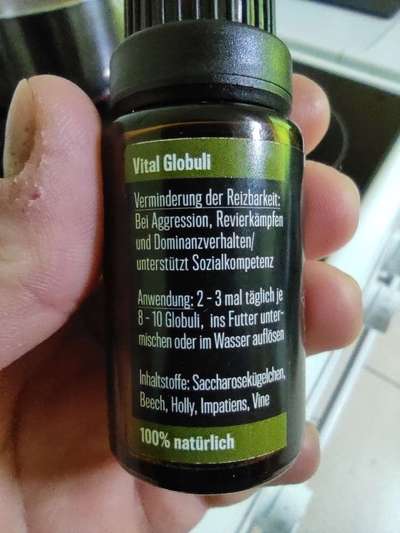 Vital Globuli
Verminderung der Reizbarkeit:
Bei Aggression, Revierkämpfen
und Dominanzverhalten/
unterstützt Sozialkompetenz
Anwendung: 2 - 3 mal täglich je
8 - 10 Globuli, ins Futter unter-
mischen oder im Wasser auflösen
Inhaltsstoffe: Saccharosekügelchen,
Beech, Holly, Impatiens, Vine
100% natürlich